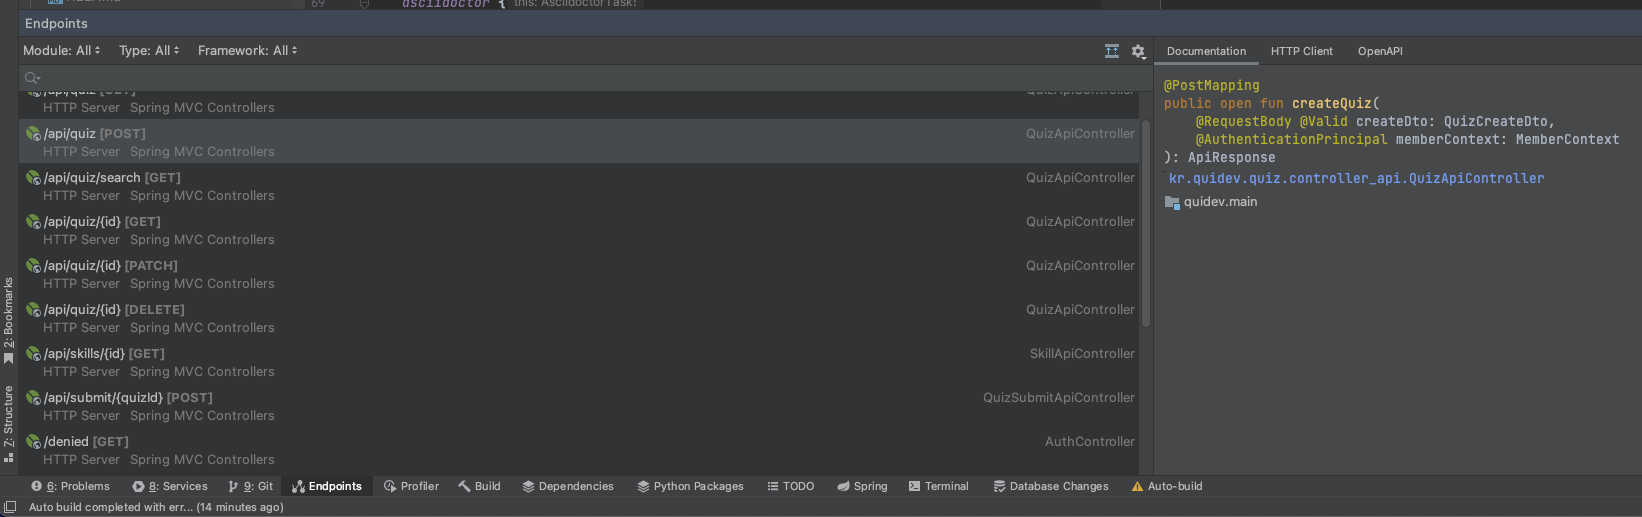 69 asciidoctor { this: AsciidoctorTask!
Endpoints
Module: All Type: All Framework: All
/api/quiz [GET] QuizApiController
HTTP Server Spring MVC Controllers
/api/quiz [POST] QuizApiController
HTTP Server Spring MVC Controllers
/api/quiz/search [GET] QuizApiController
HTTP Server Spring MVC Controllers
/api/quiz/{id} [GET] QuizApiController
HTTP Server Spring MVC Controllers
/api/quiz/{id} [PATCH] QuizApiController
HTTP Server Spring MVC Controllers
/api/quiz/{id} [DELETE] QuizApiController
HTTP Server Spring MVC Controllers
/api/skills/{id} [GET] SkillApiController
HTTP Server Spring MVC Controllers
/api/submit/{quizId} [POST] QuizSubmitApiController
HTTP Server Spring MVC Controllers
/denied [GET] AuthController
HTTP Server Spring MVC Controllers
Documentation HTTP Client OpenAPI
@PostMapping
public open fun createQuiz(
@RequestBody @Valid createDto: QuizCreateDto,
@AuthenticationPrincipal memberContext: MemberContext
): ApiResponse
kr.quidev.quiz.controller_api.QuizApiController
quidev.main
2: Bookmarks
7: Structure
6: Problems 8: Services 9: Git Endpoints Profiler Build Dependencies Python Packages TODO Spring Terminal Database Changes Auto-build
Auto build completed with err... (14 minutes ago)